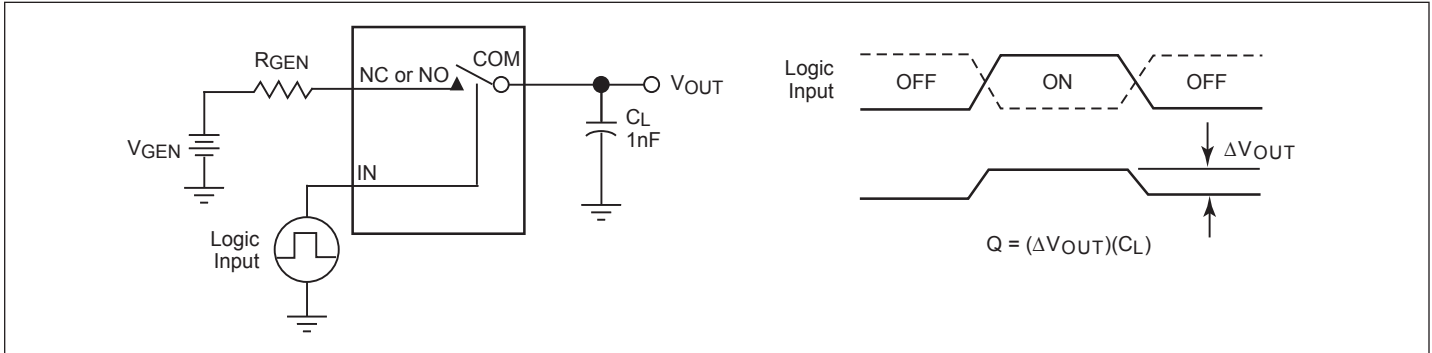 RGEN
VGEN
NC or NO
COM
IN
Logic
Input
VOUT
CL
1nF
Logic
Input
OFF
ON
OFF
ΔVOUT
Q = (ΔVOUT)(CL)